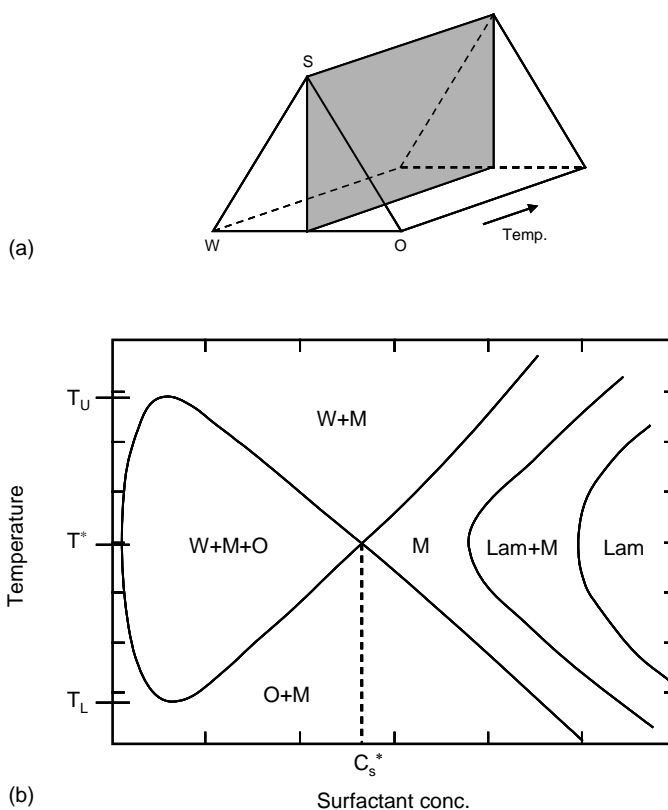 S
W
O
Temp.
(a)
T_U
W+M
T*
W+M+O
M
Lam+M
Lam
Temperature
O+M
T_L
C_s*
(b)
Surfactant conc.